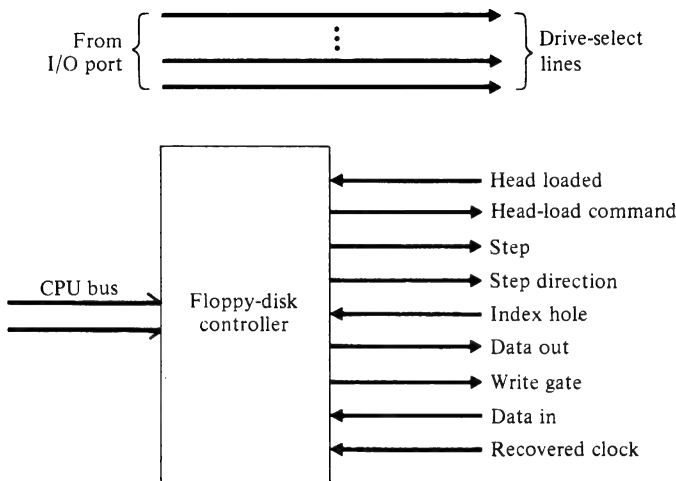 From
I/O port
Drive-select
lines
Head loaded
Head-load command
Step
Step direction
CPU bus
Floppy-disk
controller
Index hole
Data out
Write gate
Data in
Recovered clock